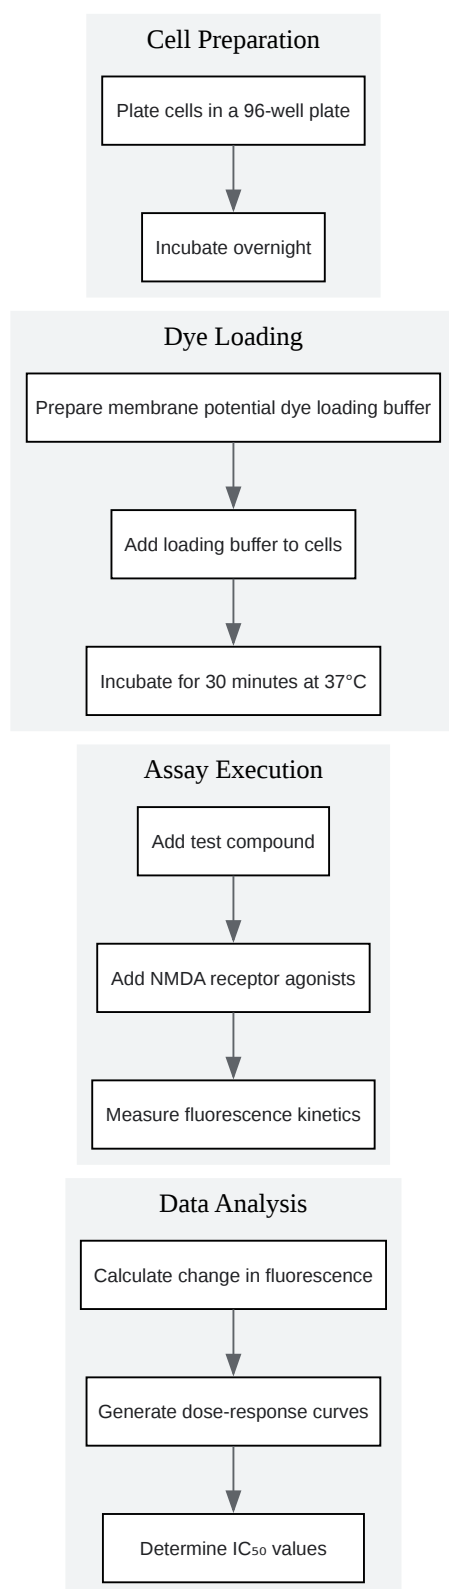 Cell Preparation
Plate cells in a 96-well plate
Incubate overnight
Dye Loading
Prepare membrane potential dye loading buffer
Add loading buffer to cells
Incubate for 30 minutes at 37°C
Assay Execution
Add test compound
Add NMDA receptor agonists
Measure fluorescence kinetics
Data Analysis
Calculate change in fluorescence
Generate dose-response curves
Determine IC₅₀ values